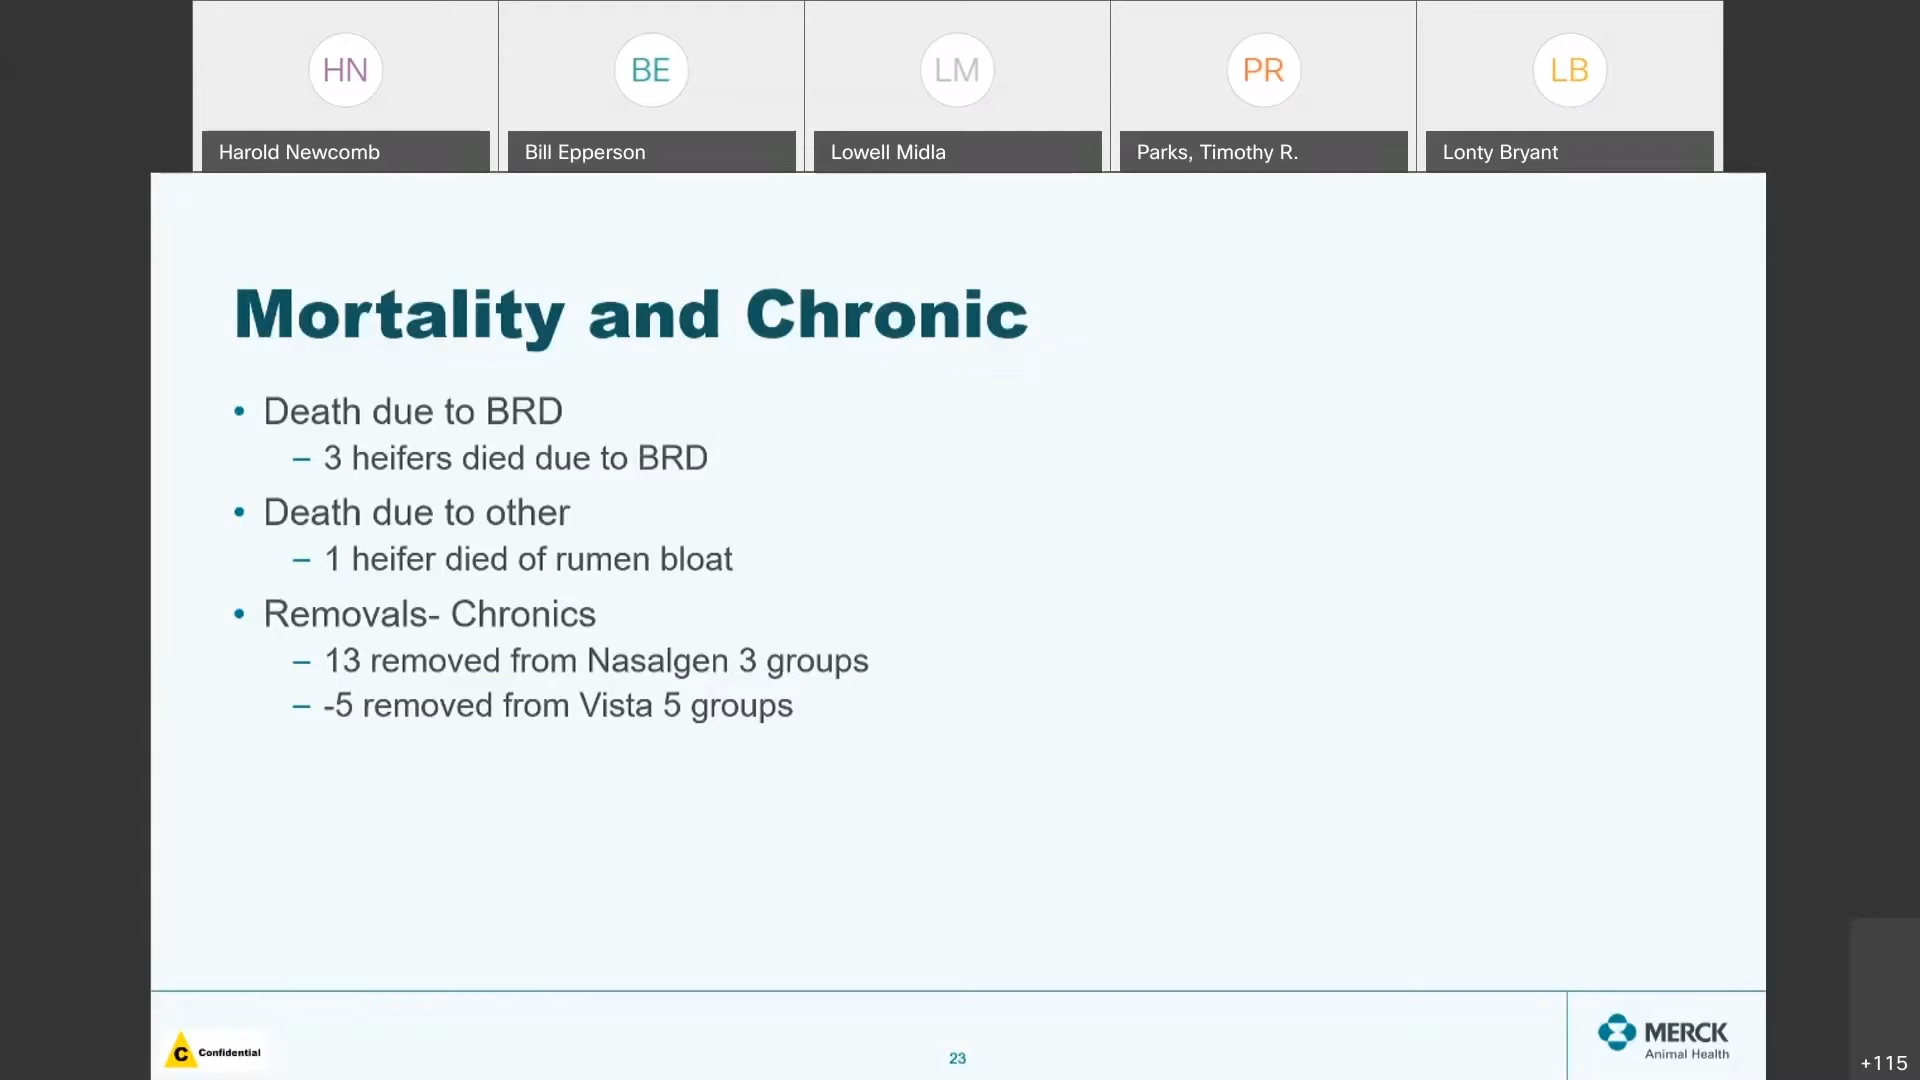 HN
BE
LM
PR
LB
Harold Newcomb
Bill Epperson
Lowell Midla
Parks, Timothy R.
Lonty Bryant
Mortality and Chronic
• Death due to BRD
– 3 heifers died due to BRD
• Death due to other
– 1 heifer died of rumen bloat
• Removals- Chronics
– 13 removed from Nasalgen 3 groups
– -5 removed from Vista 5 groups
C Confidential
23
MERCK
Animal Health
+115